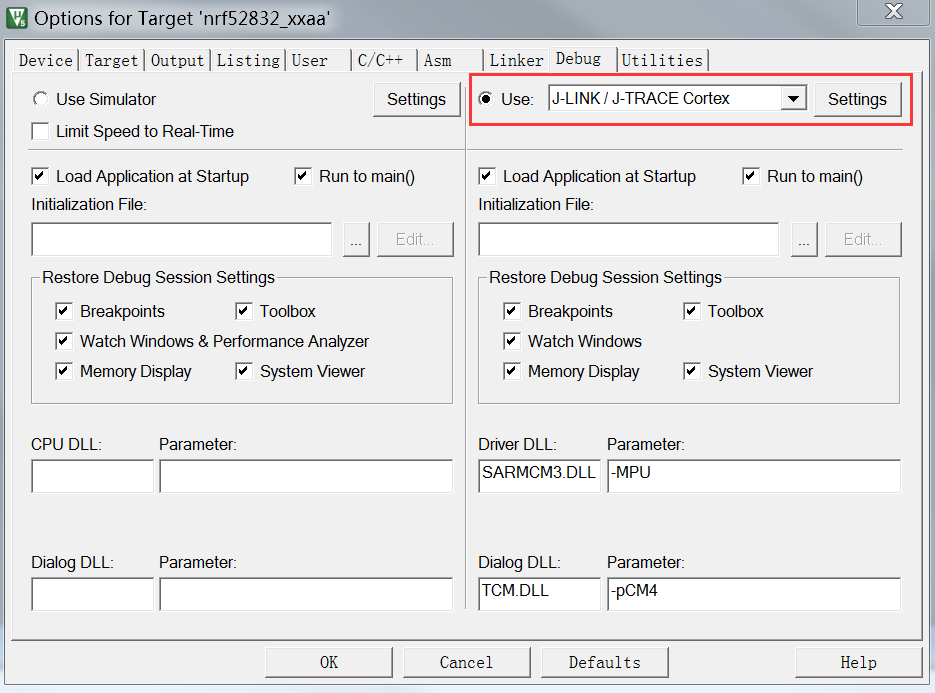 Options for Target 'nrf52832_xxaa'
Device Target Output Listing User C/C++ Asm Linker Debug Utilities
Use Simulator Settings Use: J-LINK / J-TRACE Cortex Settings
Limit Speed to Real-Time
Load Application at Startup Run to main() Load Application at Startup Run to main()
Initialization File: Initialization File:
... Edit... ... Edit...
Restore Debug Session Settings Restore Debug Session Settings
Breakpoints Toolbox Breakpoints Toolbox
Watch Windows & Performance Analyzer Watch Windows
Memory Display System Viewer Memory Display System Viewer
CPU DLL: Parameter: Driver DLL: Parameter:
SARMCM3.DLL -MPU
Dialog DLL: Parameter: Dialog DLL: Parameter:
TCM.DLL -pCM4
OK Cancel Defaults Help